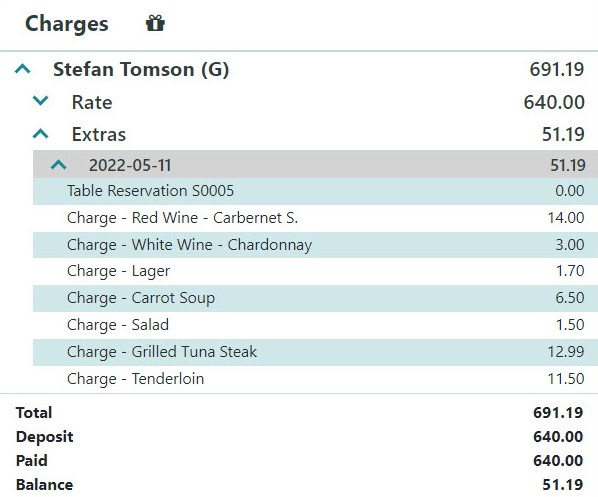 Charges
Stefan Tomson (G) 691.19
Rate 640.00
Extras 51.19
2022-05-11 51.19
Table Reservation S0005 0.00
Charge - Red Wine - Carbernet S. 14.00
Charge - White Wine - Chardonnay 3.00
Charge - Lager 1.70
Charge - Carrot Soup 6.50
Charge - Salad 1.50
Charge - Grilled Tuna Steak 12.99
Charge - Tenderloin 11.50
Total 691.19
Deposit 640.00
Paid 640.00
Balance 51.19